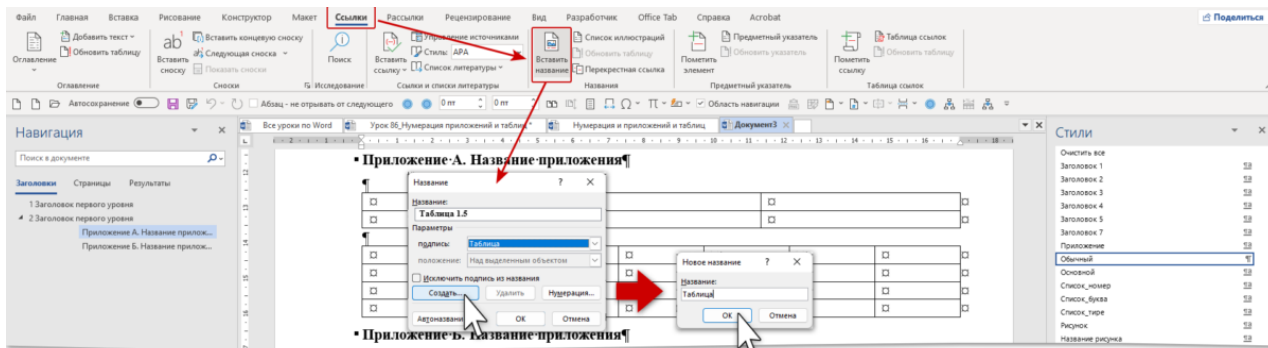 Файл Главная Вставка Рисование Конструктор Макет Ссылки Рассылки Рецензирование Вид Разработчик Office Tab Справка Acrobat Поделиться
Оглавление
Добавить текст
Обновить таблицу
Оглавление
ab
Вставить сноску
Вставить концевую сноску
Следующая сноска
Показать сноски
Сноски
Поиск
Исследование
Вставить ссылку
Управление источниками
Стиль: APA
Список литературы
Ссылки и списки литературы
Вставить название
Список иллюстраций
Обновить таблицу
Перекрестная ссылка
Названия
Пометить элемент
Предметный указатель
Обновить указатель
Предметный указатель
Пометить ссылку
Таблица ссылок
Обновить таблицу
Таблица ссылок
Автосохранение Абзац - не отрывать от следующего 0 пт 0 пт Область навигации
Навигация
Поиск в документе
Заголовки Страницы Результаты
1 Заголовок первого уровня
2 Заголовок первого уровня
Приложение А. Название прилож...
Приложение Б. Название прилож...
Все уроки по Word Урок 86_Нумерация приложений и таблиц * Нумерация и приложений и таблиц Документ3
Приложение·А. Название·приложения¶
Название ? ×
Название:
Таблица 1.5
Параметры
подпись: Таблица
положение: Над выделенным объектом
Исключить подпись из названия
Создать... Удалить Нумерация...
Автоназвани OK Отмена
Новое название ? ×
Название:
Таблица
OK Отмена
Приложение·Б. Название·приложения¶
Стили
Очистить все
Заголовок 1
Заголовок 2
Заголовок 3
Заголовок 4
Заголовок 5
Заголовок 7
Приложение
Обычный
Основной
Список_номер
Список_буква
Список_тире
Рисунок
Название рисунка